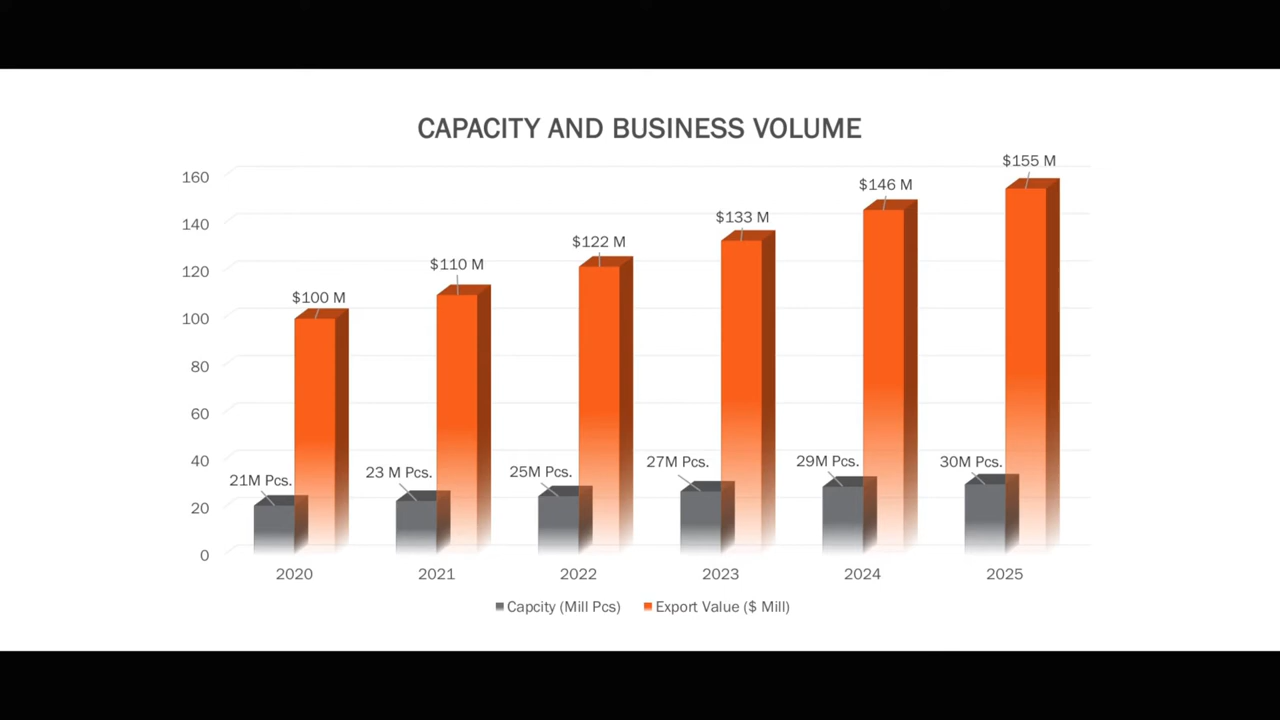 CAPACITY AND BUSINESS VOLUME
160
140
120
100
80
60
40
20
0
$100 M
$110 M
$122 M
$133 M
$146 M
$155 M
21M Pcs.
23 M Pcs.
25M Pcs.
27M Pcs.
29M Pcs.
30M Pcs.
2020 2021 2022 2023 2024 2025
Capcity (Mill Pcs) Export Value ($ Mill)